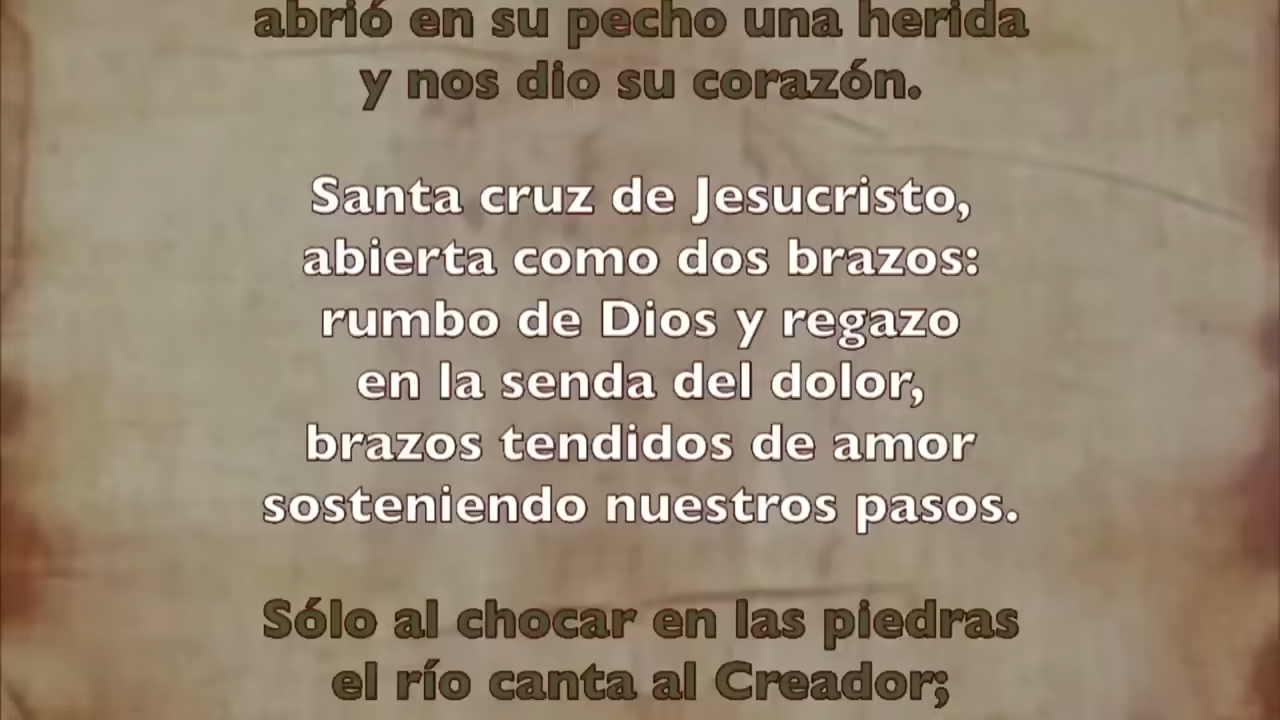 abrió en su pecho una herida
y nos dio su corazón.
Santa cruz de Jesucristo,
abierta como dos brazos:
rumbo de Dios y regazo
en la senda del dolor,
brazos tendidos de amor
sosteniendo nuestros pasos.
Sólo al chocar en las piedras
el río canta al Creador;